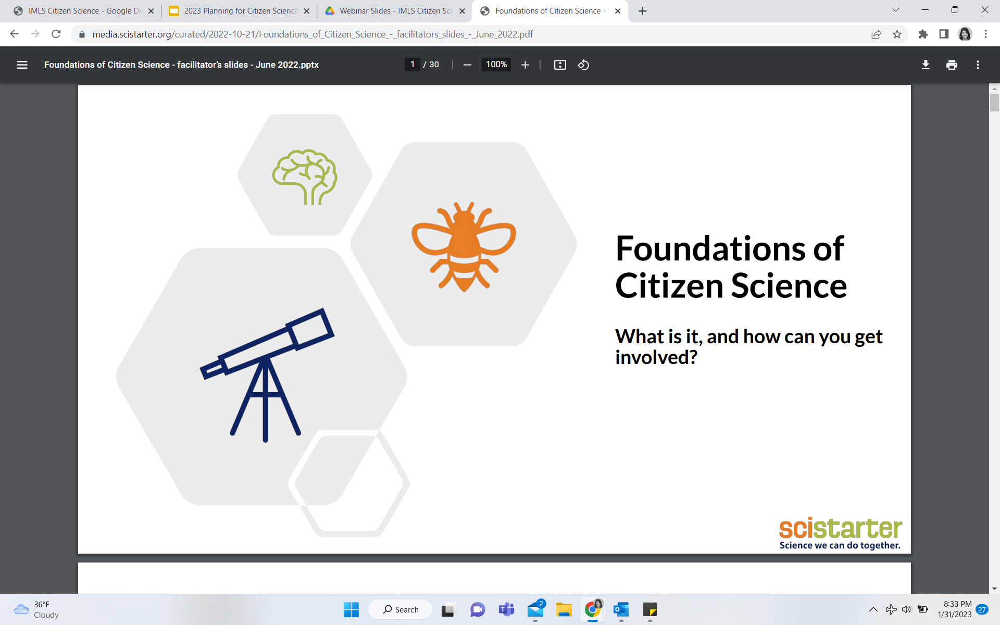 IMLS Citizen Science - Google Dr
2023 Planning for Citizen Science
Webinar Slides - IMLS Citizen Sci
Foundations of Citizen Science -
media.scistarter.org/curated/2022-10-21/Foundations_of_Citizen_Science_-_facilitators_slides_-_June_2022.pdf
Foundations of Citizen Science - facilitator’s slides - June 2022.pptx
1 / 30
100%
Foundations of
Citizen Science
What is it, and how can you get
involved?
scistarter
Science we can do together.
36°F
Cloudy
Search
2
8:33 PM
1/31/2023
27